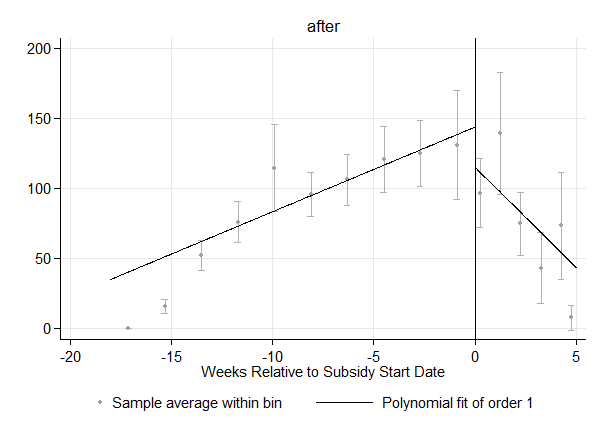 after
200
150
100
50
0
-20 -15 -10 -5 0 5
Weeks Relative to Subsidy Start Date
Sample average within bin Polynomial fit of order 1